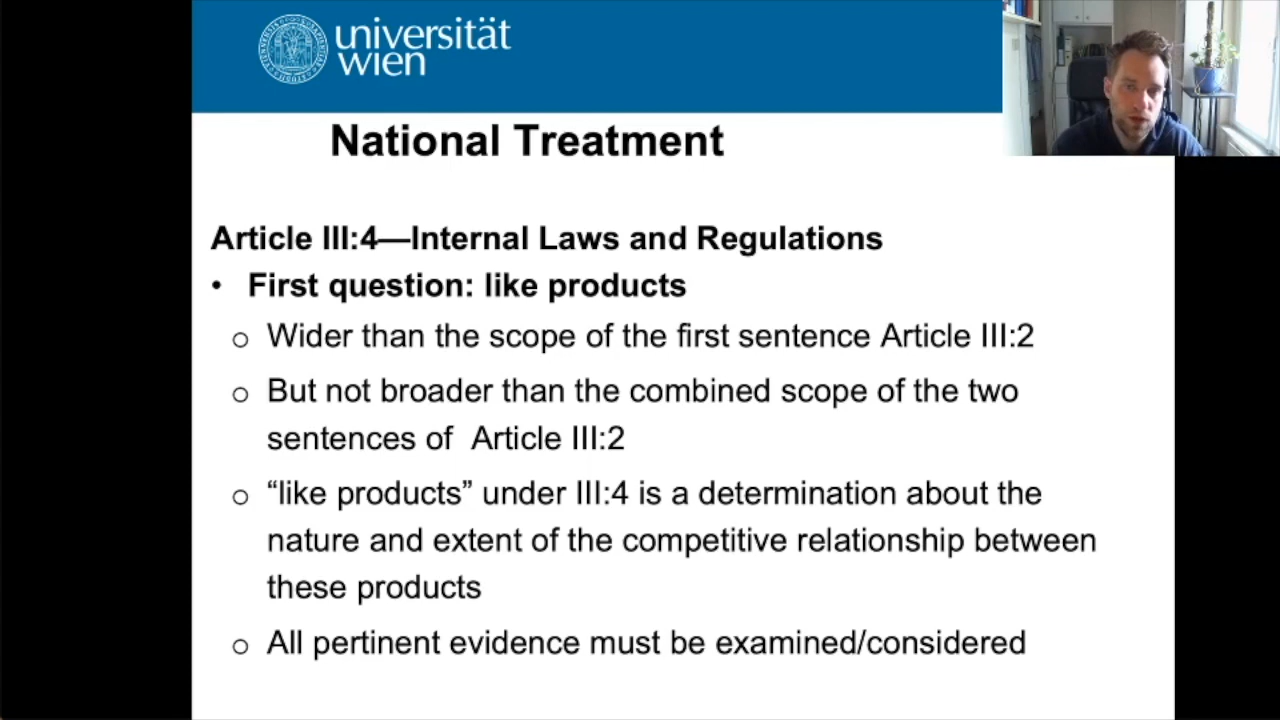 universität
wien
National Treatment
Article III:4—Internal Laws and Regulations
• First question: like products
o Wider than the scope of the first sentence Article III:2
o But not broader than the combined scope of the two
sentences of Article III:2
o “like products” under III:4 is a determination about the
nature and extent of the competitive relationship between
these products
o All pertinent evidence must be examined/considered